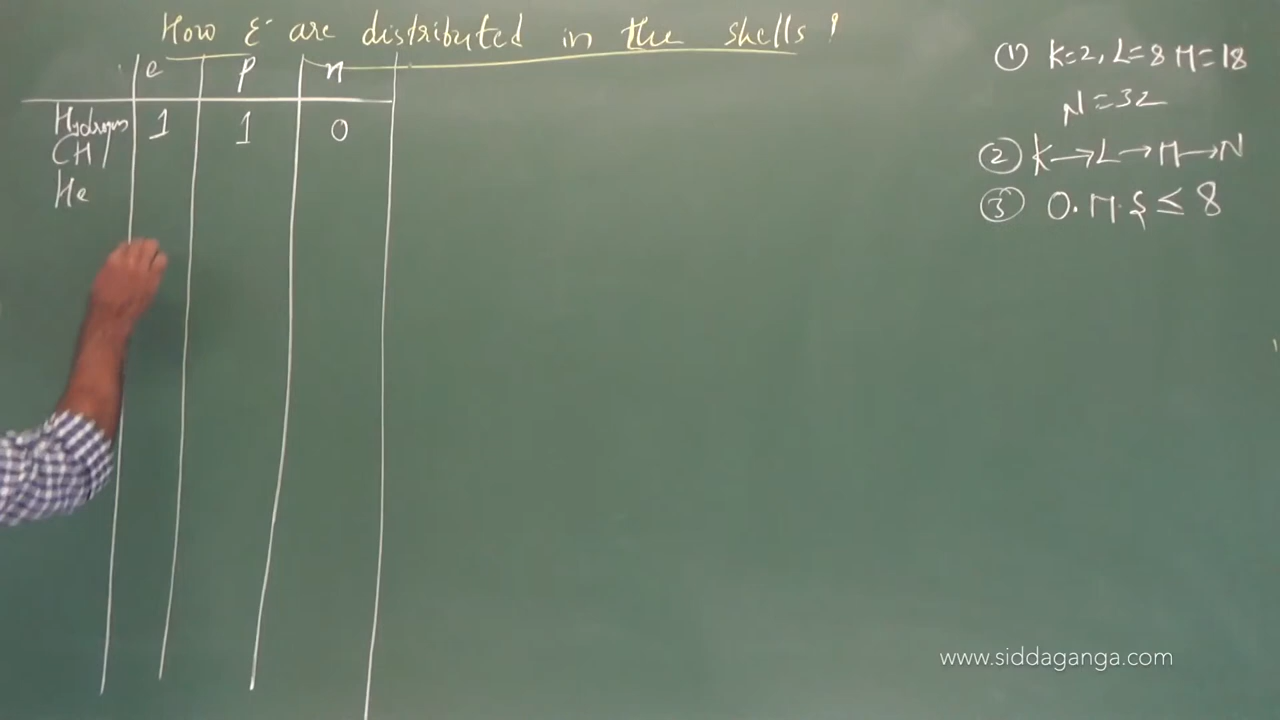 How e⁻ are distributed in the shells ?
e p n
Hydrogen 1 1 0
(H)
He
① K=2, L=8 M=18
N=32
② K→L→M→N
③ O.M.S ≤ 8
www.siddaganga.com